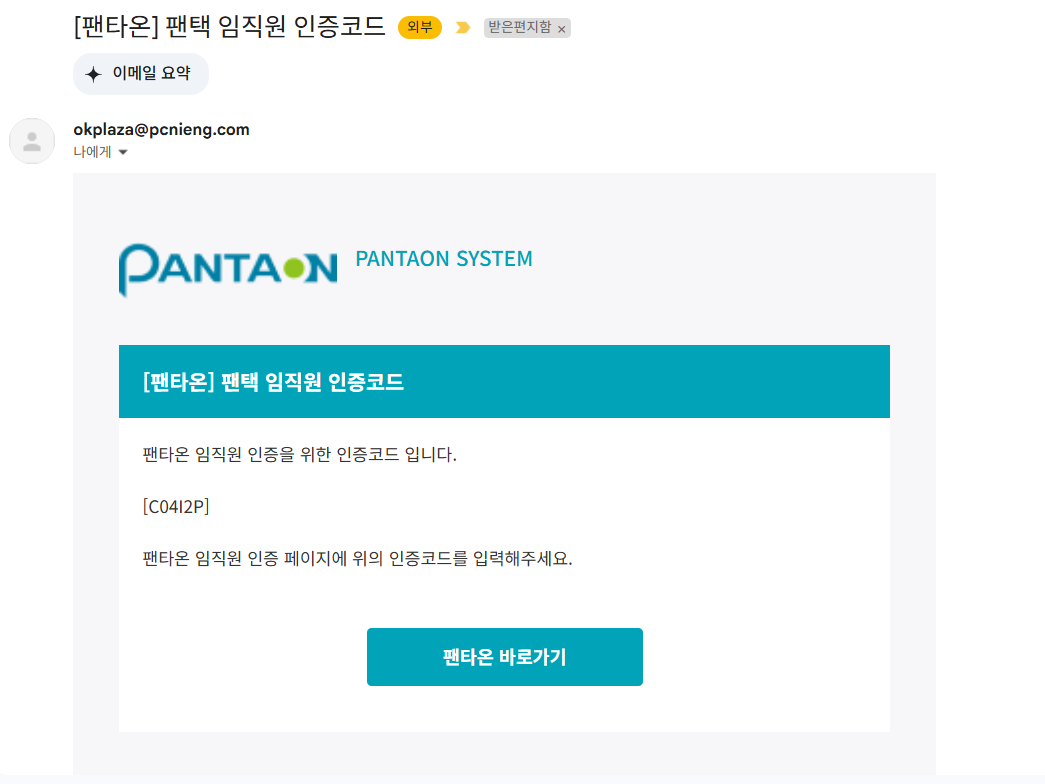 [팬타온] 팬택 임직원 인증코드 외부 받은편지함 ×
이메일 요약
okplaza@pcnieng.com
나에게
PANTAON PANTAON SYSTEM
[팬타온] 팬택 임직원 인증코드
팬타온 임직원 인증을 위한 인증코드 입니다.
[C04I2P]
팬타온 임직원 인증 페이지에 위의 인증코드를 입력해주세요.
팬타온 바로가기